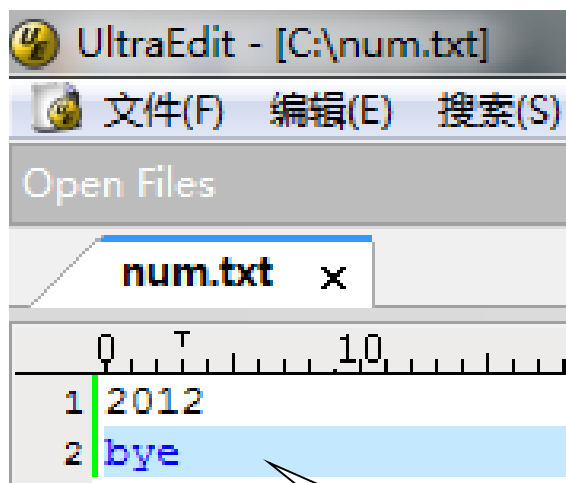 UltraEdit - [C:\num.txt]
文件(F) 编辑(E) 搜索(S)
Open Files
num.txt x
0 10
1 2012
2 bye